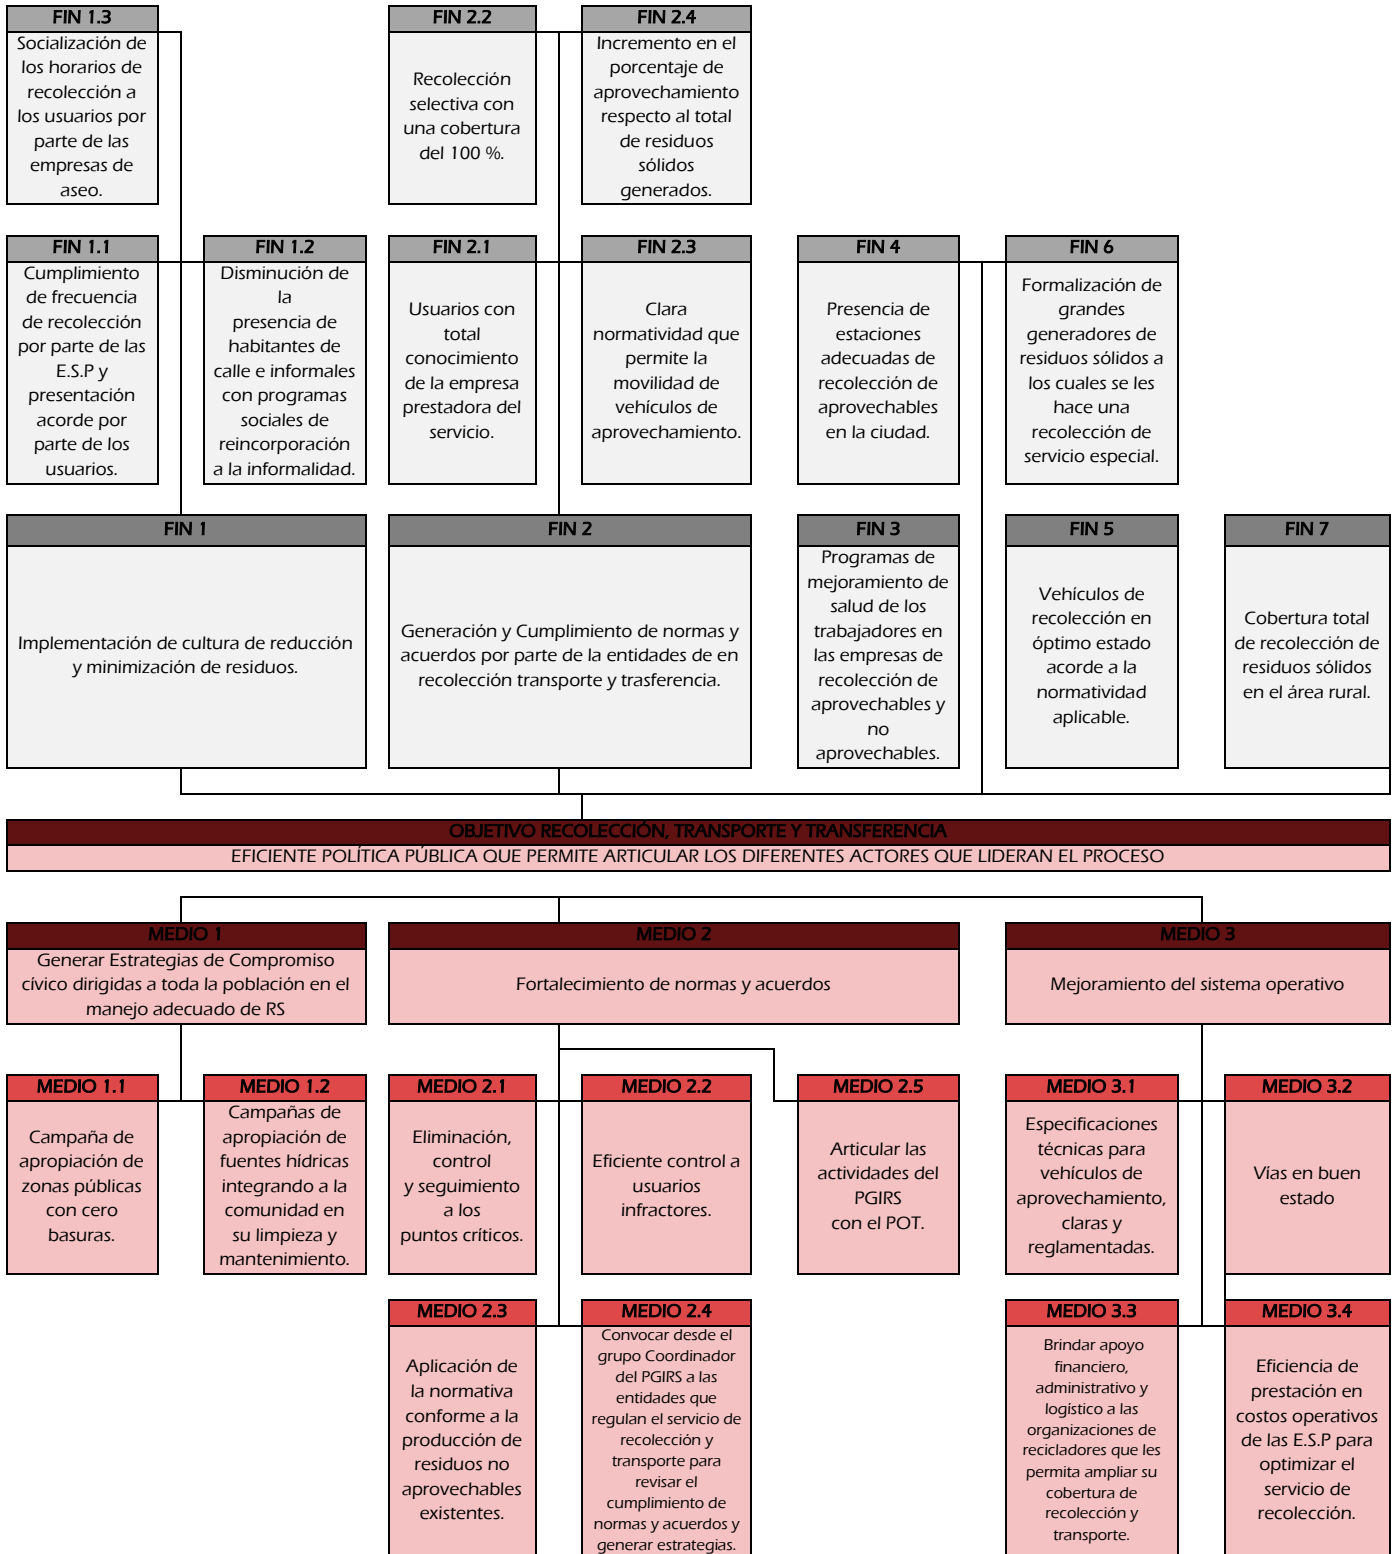 FIN 1.3
Socialización de
los horarios de
recolección a
los usuarios por
parte de las
empresas de
aseo.
FIN 2.2
Recolección
selectiva con
una cobertura
del 100 %.
FIN 2.4
Incremento en el
porcentaje de
aprovechamiento
respecto al total
de residuos
sólidos
generados.
FIN 1.1
Cumplimiento
de frecuencia
de recolección
por parte de las
E.S.P y
presentación
acorde por
parte de los
usuarios.
FIN 1.2
Disminución de
la
presencia de
habitantes de
calle e informales
con programas
sociales de
reincorporación
a la informalidad.
FIN 2.1
Usuarios con
total
conocimiento
de la empresa
prestadora del
servicio.
FIN 2.3
Clara
normatividad que
permite la
movilidad de
vehículos de
aprovechamiento.
FIN 4
Presencia de
estaciones
adecuadas de
recolección de
aprovechables
en la ciudad.
FIN 6
Formalización de
grandes
generadores de
residuos sólidos a
los cuales se les
hace una
recolección de
servicio especial.
FIN 1
Implementación de cultura de reducción
y minimización de residuos.
FIN 2
Generación y Cumplimiento de normas y
acuerdos por parte de la entidades de en
recolección transporte y trasferencia.
FIN 3
Programas de
mejoramiento de
salud de los
trabajadores en
las empresas de
recolección de
aprovechables y
no
aprovechables.
FIN 5
Vehículos de
recolección en
óptimo estado
acorde a la
normatividad
aplicable.
FIN 7
Cobertura total
de recolección de
residuos sólidos
en el área rural.
OBJETIVO RECOLECCIÓN, TRANSPORTE Y TRANSFERENCIA
EFICIENTE POLÍTICA PÚBLICA QUE PERMITE ARTICULAR LOS DIFERENTES ACTORES QUE LIDERAN EL PROCESO
MEDIO 1
Generar Estrategias de Compromiso
cívico dirigidas a toda la población en el
manejo adecuado de RS
MEDIO 2
Fortalecimiento de normas y acuerdos
MEDIO 3
Mejoramiento del sistema operativo
MEDIO 1.1
Campaña de
apropiación de
zonas públicas
con cero
basuras.
MEDIO 1.2
Campañas de
apropiación de
fuentes hídricas
integrando a la
comunidad en
su limpieza y
mantenimiento.
MEDIO 2.1
Eliminación,
control
y seguimiento
a los
puntos críticos.
MEDIO 2.2
Eficiente control a
usuarios
infractores.
MEDIO 2.5
Articular las
actividades del
PGIRS
con el POT.
MEDIO 3.1
Especificaciones
técnicas para
vehículos de
aprovechamiento,
claras y
reglamentadas.
MEDIO 3.2
Vías en buen
estado
MEDIO 2.3
Aplicación de
la normativa
conforme a la
producción de
residuos no
aprovechables
existentes.
MEDIO 2.4
Convocar desde el
grupo Coordinador
del PGIRS a las
entidades que
regulan el servicio de
recolección y
transporte para
revisar el
cumplimiento de
normas y acuerdos y
generar estrategias.
MEDIO 3.3
Brindar apoyo
financiero,
administrativo y
logístico a las
organizaciones de
recicladores que les
permita ampliar su
cobertura de
recolección y
transporte.
MEDIO 3.4
Eficiencia de
prestación en
costos operativos
de las E.S.P para
optimizar el
servicio de
recolección.